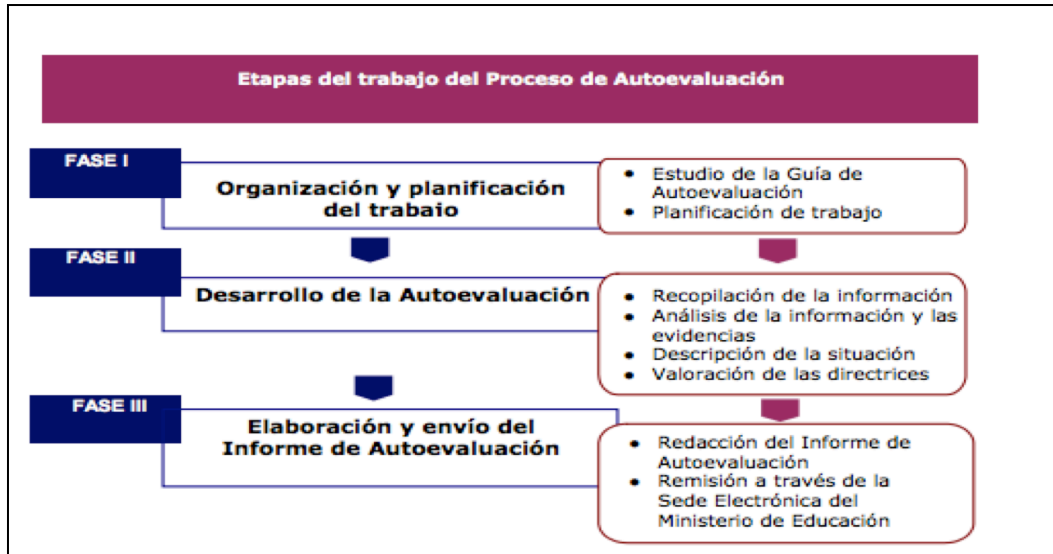 Etapas del trabajo del Proceso de Autoevaluación
FASE I
Organización y planificación
del trabaio
• Estudio de la Guía de
Autoevaluación
• Planificación de trabajo
FASE II
Desarrollo de la Autoevaluación
• Recopilación de la información
• Análisis de la información y las
evidencias
• Descripción de la situación
• Valoración de las directrices
FASE III
Elaboración y envío del
Informe de Autoevaluación
• Redacción del Informe de
Autoevaluación
• Remisión a través de la
Sede Electrónica del
Ministerio de Educación